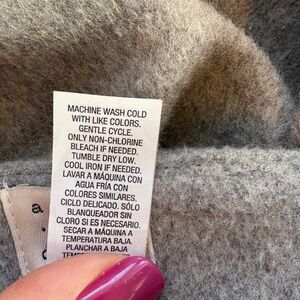 MACHINE WASH COLD
WITH LIKE COLORS.
GENTLE CYCLE.
ONLY NON-CHLORINE
BLEACH IF NEEDED.
TUMBLE DRY LOW.
COOL IRON IF NEEDED.
LAVAR A MÁQUINA CON
AGUA FRÍA CON
COLORES SIMILARES.
CICLO DELICADO. SÓLO
BLANQUEADOR SIN
CLORO SI ES NECESARIO.
SECAR A MÁQUINA A
TEMPERATURA BAJA.
PLANCHAR A BAJA
a